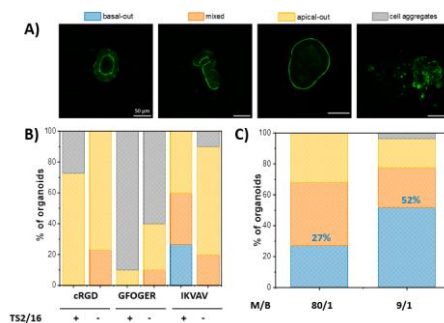 basal-out mixed apical-out cell aggregates
A)
50 µm
B) C)
% of organoids
100
80
60
40
20
0
cRGD GFOGER IKVAV
TS2/16 + - + - + -
% of organoids
100
80
60
40
20
0
27% 52%
M/B 80/1 9/1